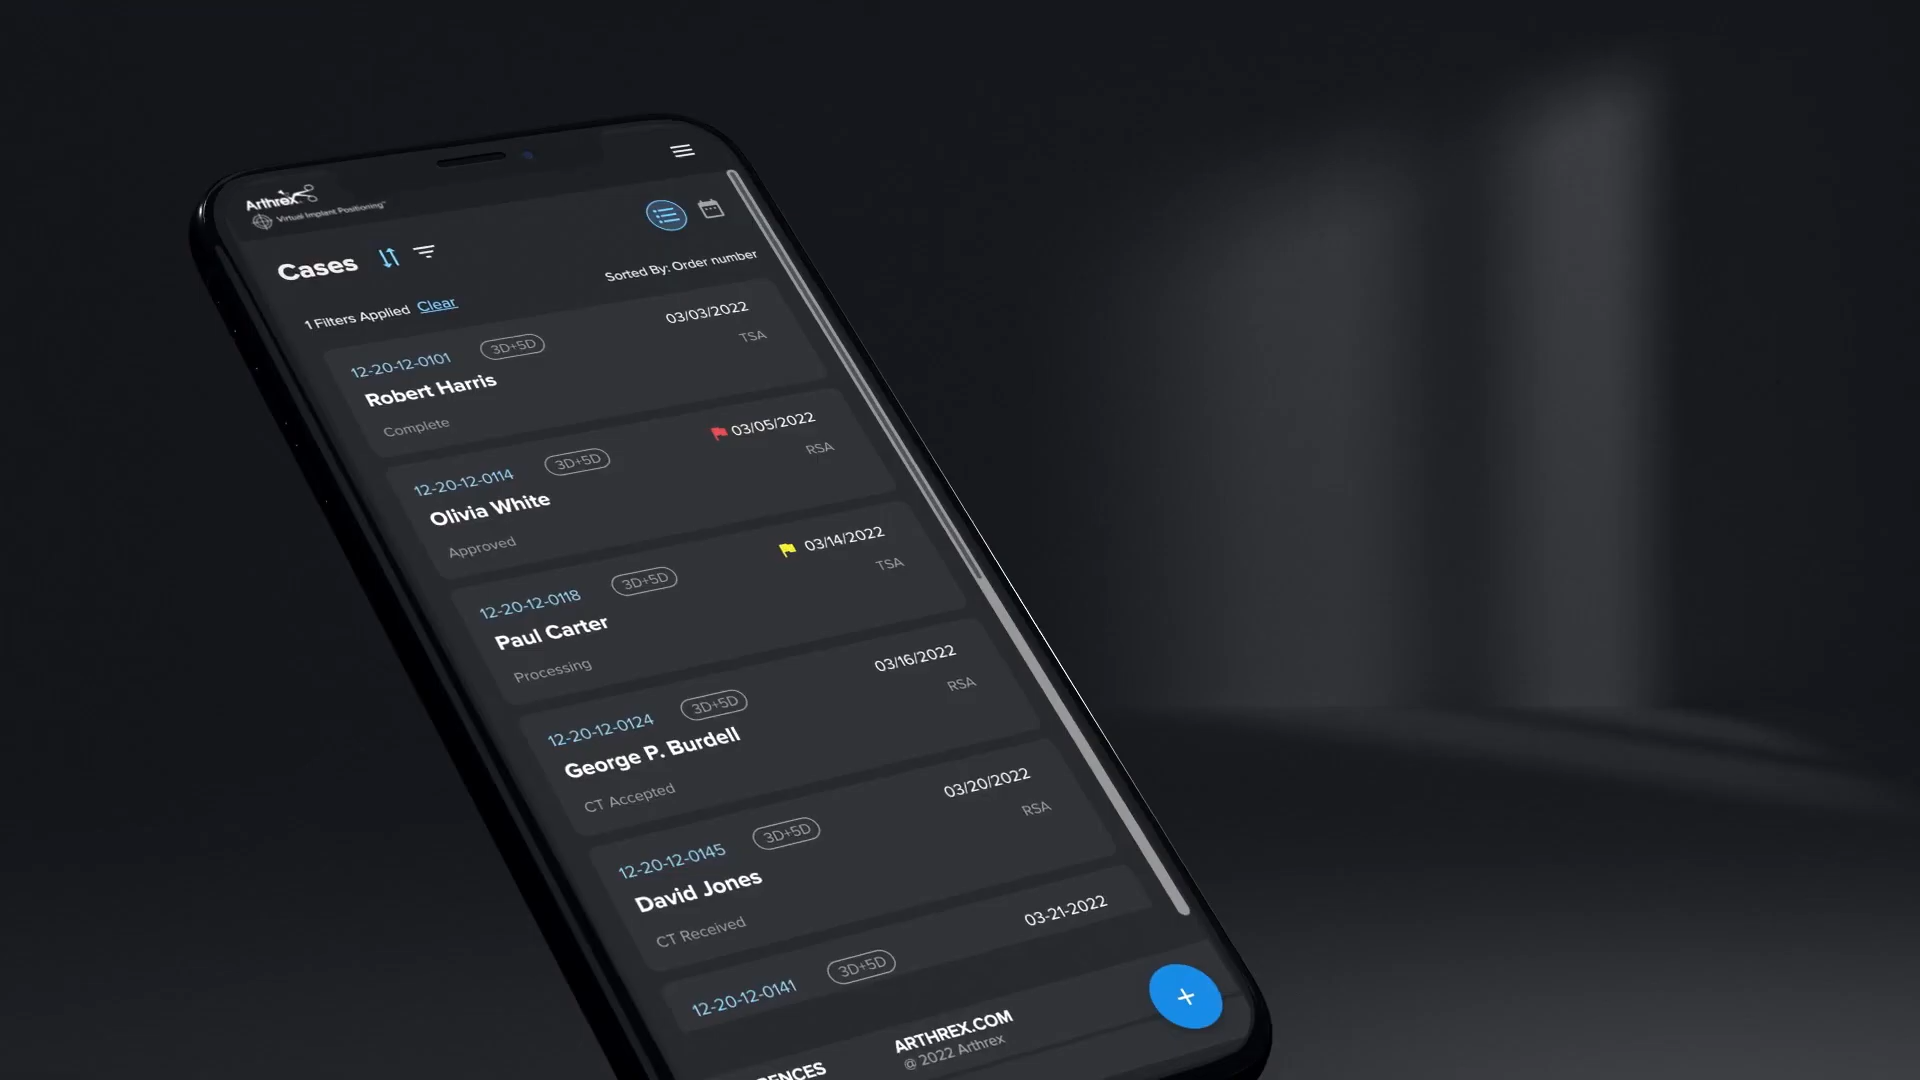 Arthrex
Virtual Implant Positioning™
Cases
Sorted By: Order number
1 Filters Applied Clear
12-20-12-0101 3D+5D 03/03/2022
Robert Harris TSA
Complete
12-20-12-0114 3D+5D 03/05/2022
Olivia White RSA
Approved
12-20-12-0118 3D+5D 03/14/2022
Paul Carter TSA
Processing
12-20-12-0124 3D+5D 03/16/2022
George P. Burdell RSA
CT Accepted
12-20-12-0145 3D+5D 03/20/2022
David Jones RSA
CT Received
12-20-12-0141 3D+5D 03-21-2022
ARTHREX.COM
@ 2022 Arthrex